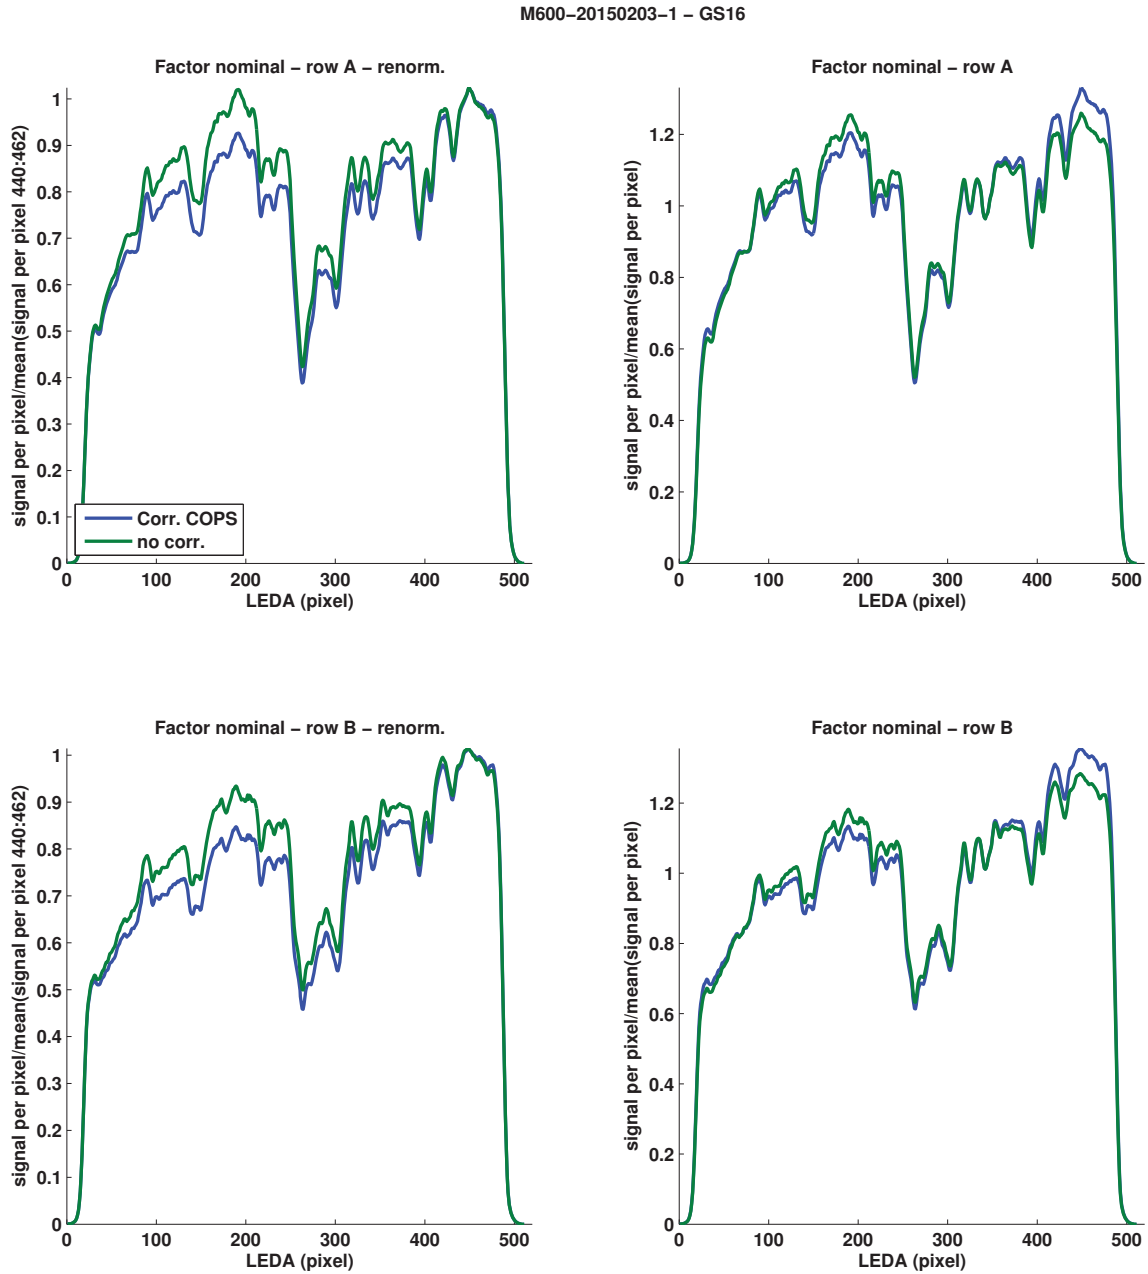 M600−20150203−1 − GS16
Factor nominal − row A − renorm.
signal per pixel/mean(signal per pixel 440:462)
1
0.9
0.8
0.7
0.6
0.5
0.4
0.3
0.2
0.1
0
Corr. COPS
no corr.
0 100 200 300 400 500
LEDA (pixel)
Factor nominal − row A
signal per pixel/mean(signal per pixel)
1.2
1
0.8
0.6
0.4
0.2
0
0 100 200 300 400 500
LEDA (pixel)
Factor nominal − row B − renorm.
signal per pixel/mean(signal per pixel 440:462)
1
0.9
0.8
0.7
0.6
0.5
0.4
0.3
0.2
0.1
0
0 100 200 300 400 500
LEDA (pixel)
Factor nominal − row B
signal per pixel/mean(signal per pixel)
1.2
1
0.8
0.6
0.4
0.2
0
0 100 200 300 400 500
LEDA (pixel)